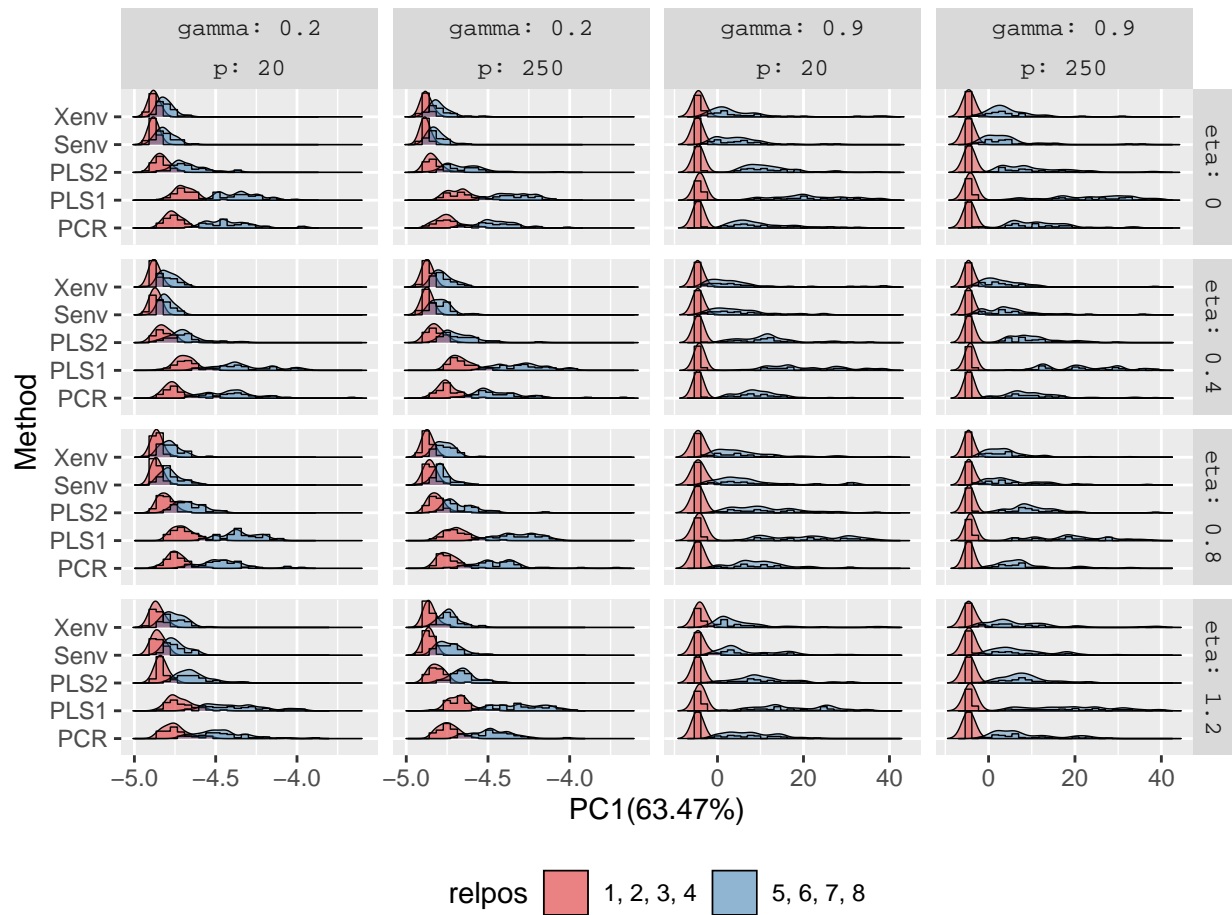 gamma: 0.2 gamma: 0.2 gamma: 0.9 gamma: 0.9
p: 20 p: 250 p: 20 p: 250
Method
Xenv
Senv
PLS2
PLS1
PCR
eta: 0
Xenv
Senv
PLS2
PLS1
PCR
eta: 0.4
Xenv
Senv
PLS2
PLS1
PCR
eta: 0.8
Xenv
Senv
PLS2
PLS1
PCR
eta: 1.2
−5.0 −4.5 −4.0 −5.0 −4.5 −4.0 0 20 40 0 20 40
PC1(63.47%)
relpos 1, 2, 3, 4 5, 6, 7, 8